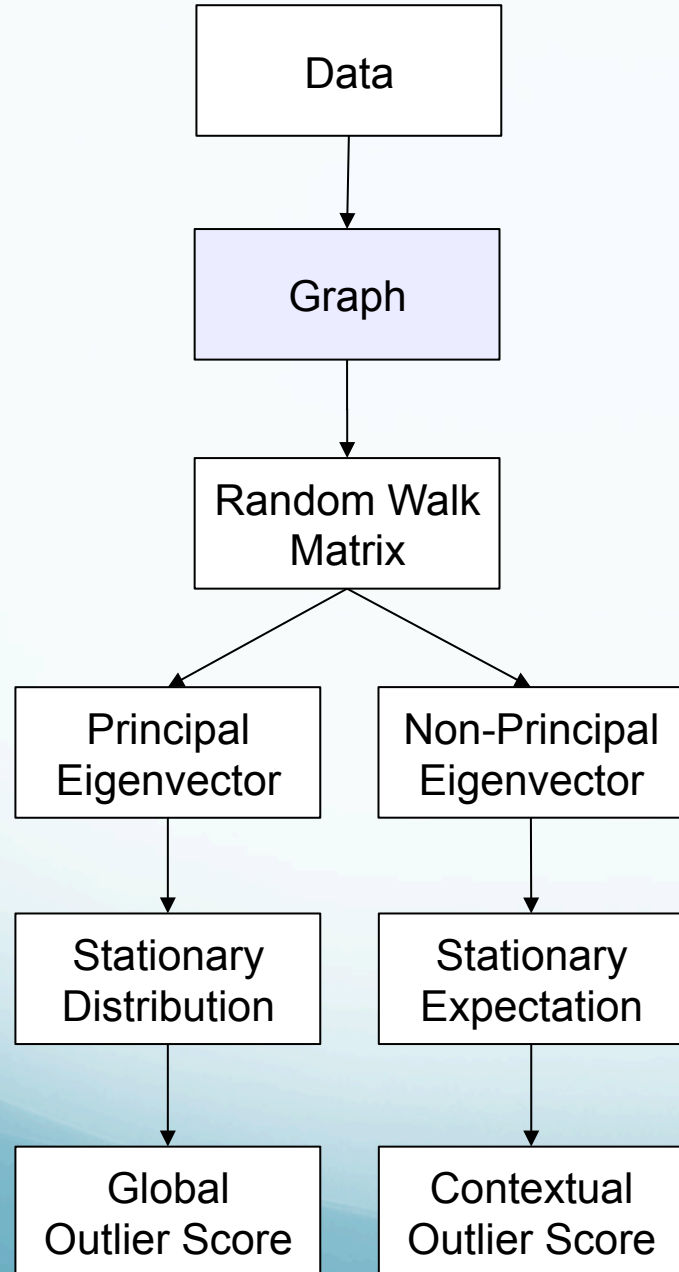 Data
Graph
Random Walk
Matrix
Principal
Eigenvector
Non-Principal
Eigenvector
Stationary
Distribution
Stationary
Expectation
Global
Outlier Score
Contextual
Outlier Score